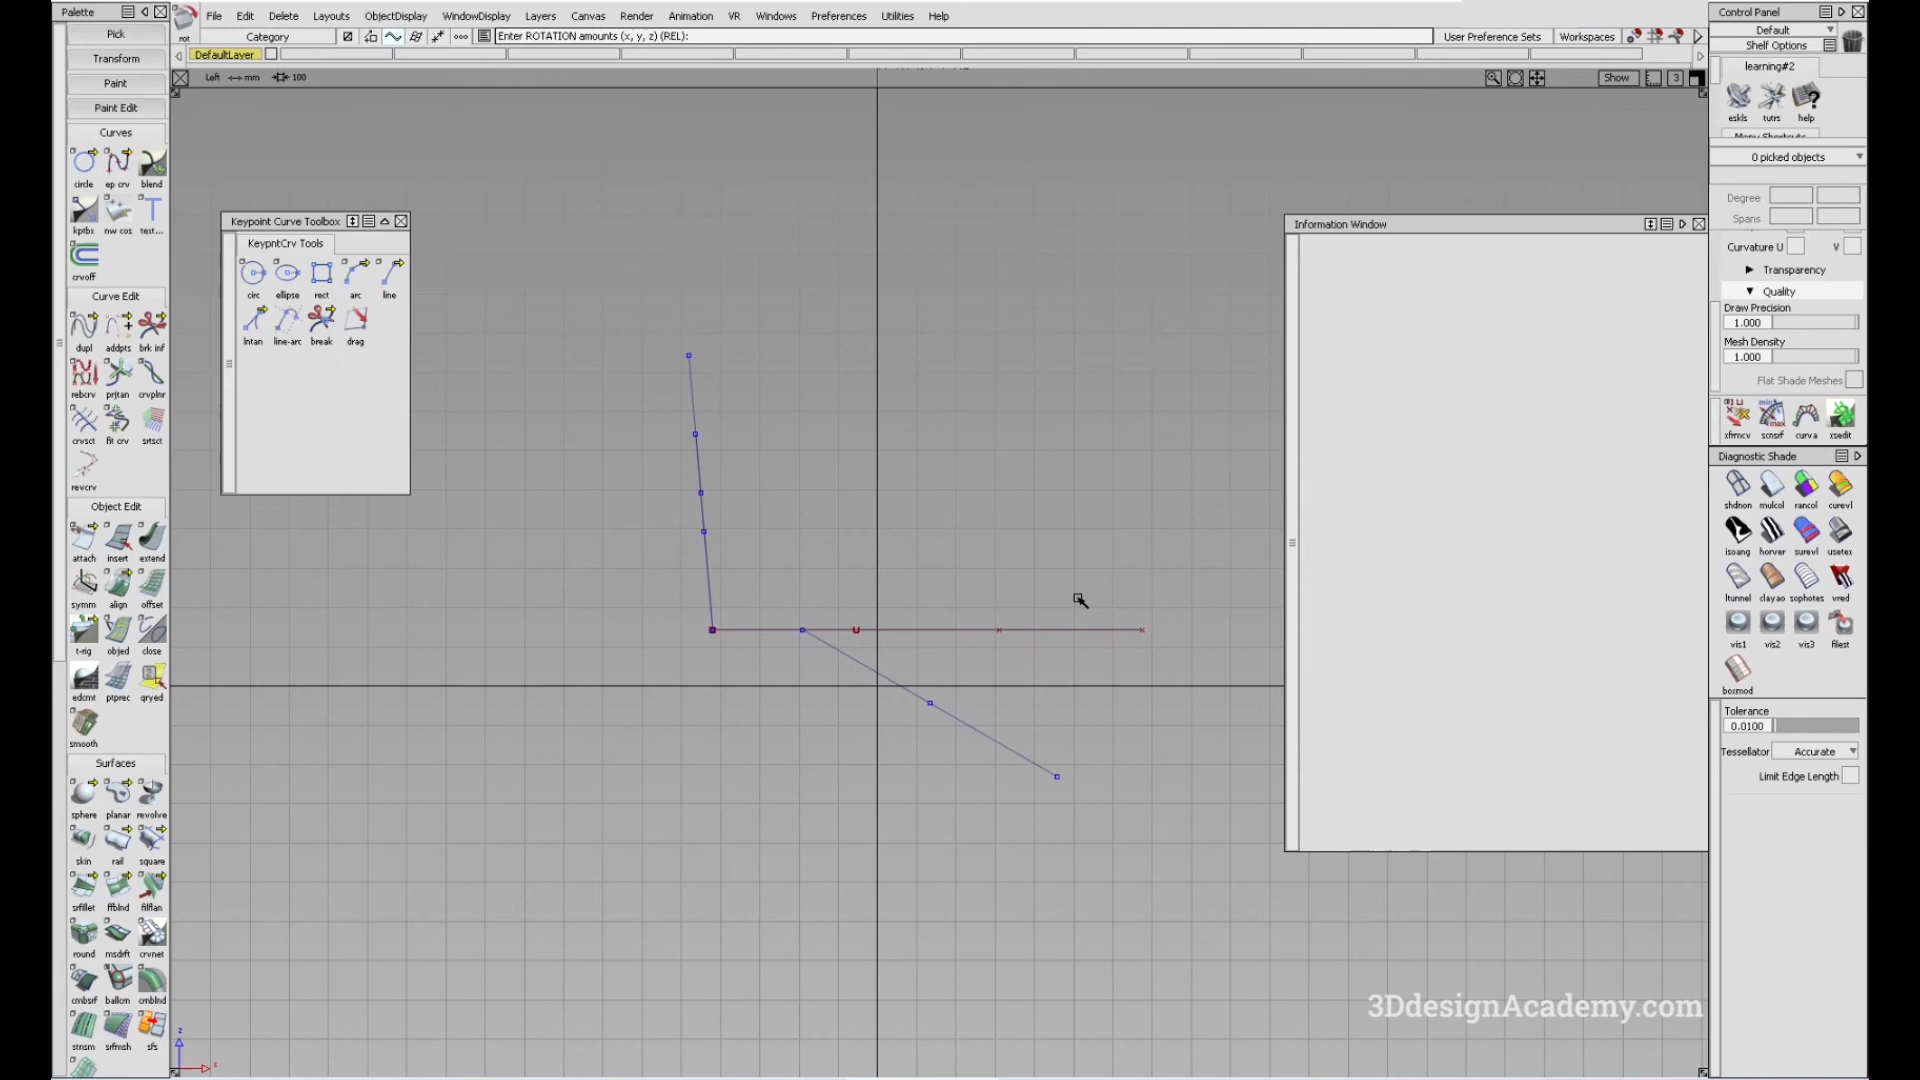 Palette
Pick
Transform
Paint
Paint Edit
Curves
circle ep crv blend
kptbx nw cos text...
crvoff
Curve Edit
dupl addpts brk inf
rebcrv prjtan crvplnr
crvsct fit crv srtsct
revcrv
Object Edit
attach insert extend
symm align offset
t-rig objed close
edcmt ptprec qryed
smooth
Surfaces
sphere planar revolve
skin rail square
srfillet ffblnd filflan
round msdrft crvnet
cmbsrf ballcrn cmblnd
stnsrn srfmsh sfs
rot
File Edit Delete Layouts ObjectDisplay WindowDisplay Layers Canvas Render Animation VR Windows Preferences Utilities Help
Category
Enter ROTATION amounts (x, y, z) (REL):
User Preference Sets
Workspaces
DefaultLayer
Left mm 100
Show
3
Keypoint Curve Toolbox
KeypntCrv Tools
circ ellipse rect arc line
lntan line-arc break drag
Information Window
z
x
3DdesignAcademy.com
Control Panel
Default
Shelf Options
learning#2
eskls tutrs help
Menu Shortcuts
0 picked objects
Degree
Spans
Curvature U V
Transparency
Quality
Draw Precision
1.000
Mesh Density
1.000
Flat Shade Meshes
xfrmcv scnsrf curva xsedit
Diagnostic Shade
shdnon mulcol rancol curevl
isoang horver surevl usetex
ltunnel clayao sophotes vred
vis1 vis2 vis3 filest
boxmod
Tolerance
0.0100
Tessellator Accurate
Limit Edge Length